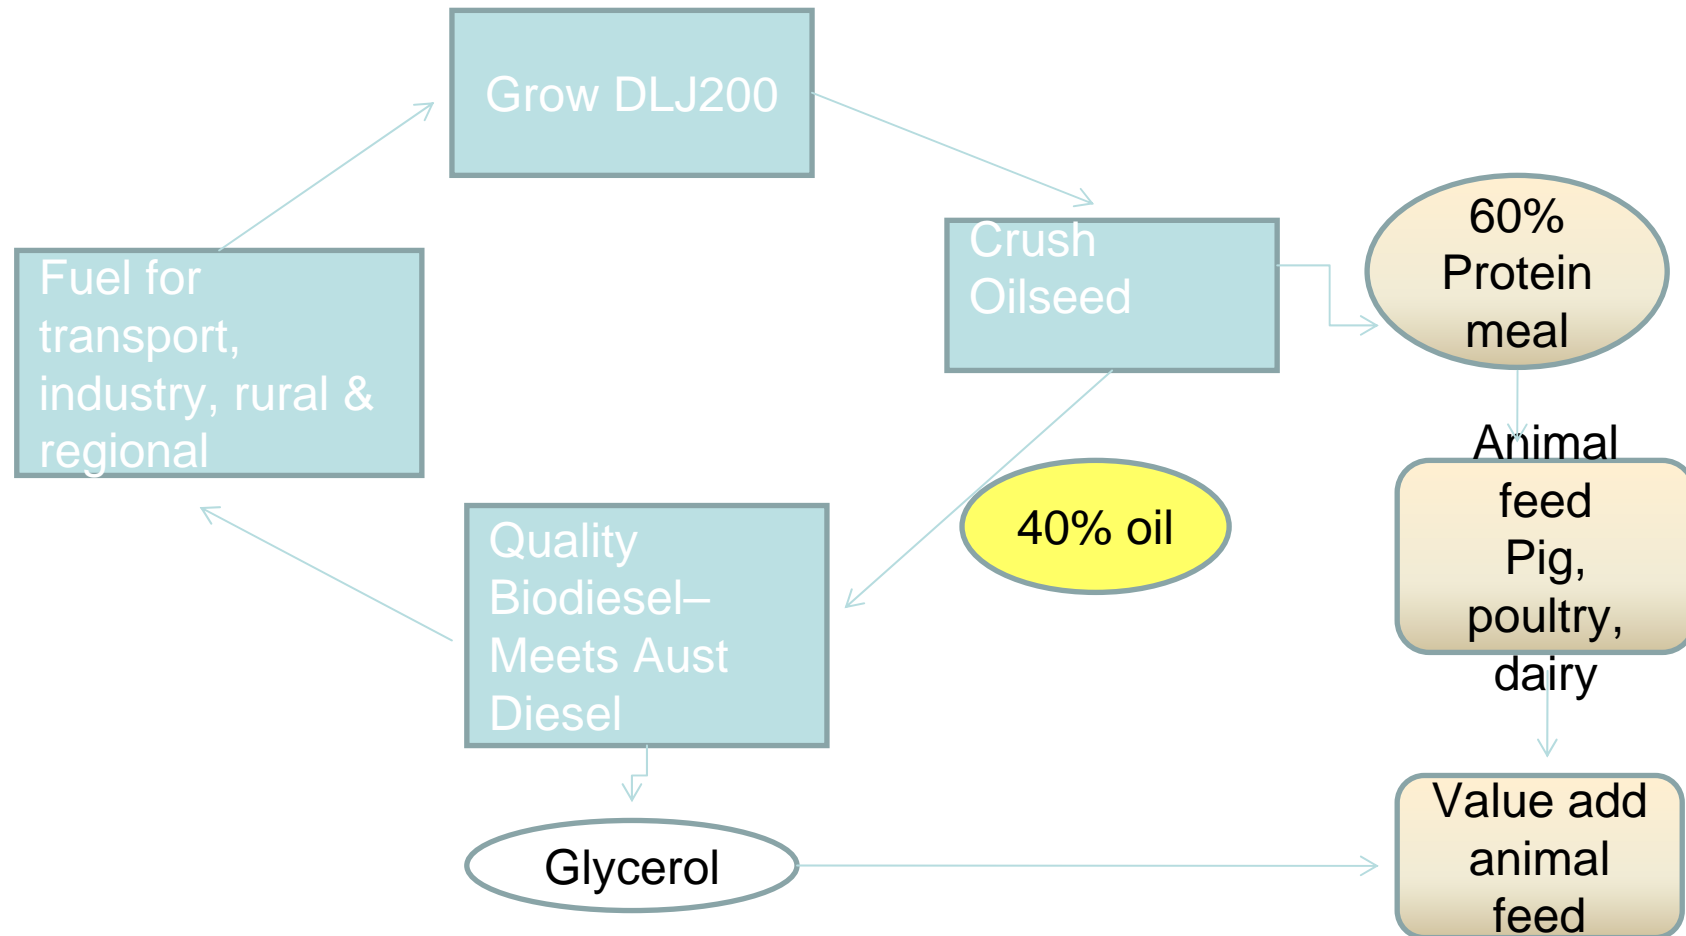 Grow DLJ200
Crush
Oilseed
60%
Protein
meal
Fuel for
transport,
industry, rural &
regional
40% oil
Animal
feed
Pig,
poultry,
dairy
Quality
Biodiesel–
Meets Aust
Diesel
Glycerol
Value add
animal
feed